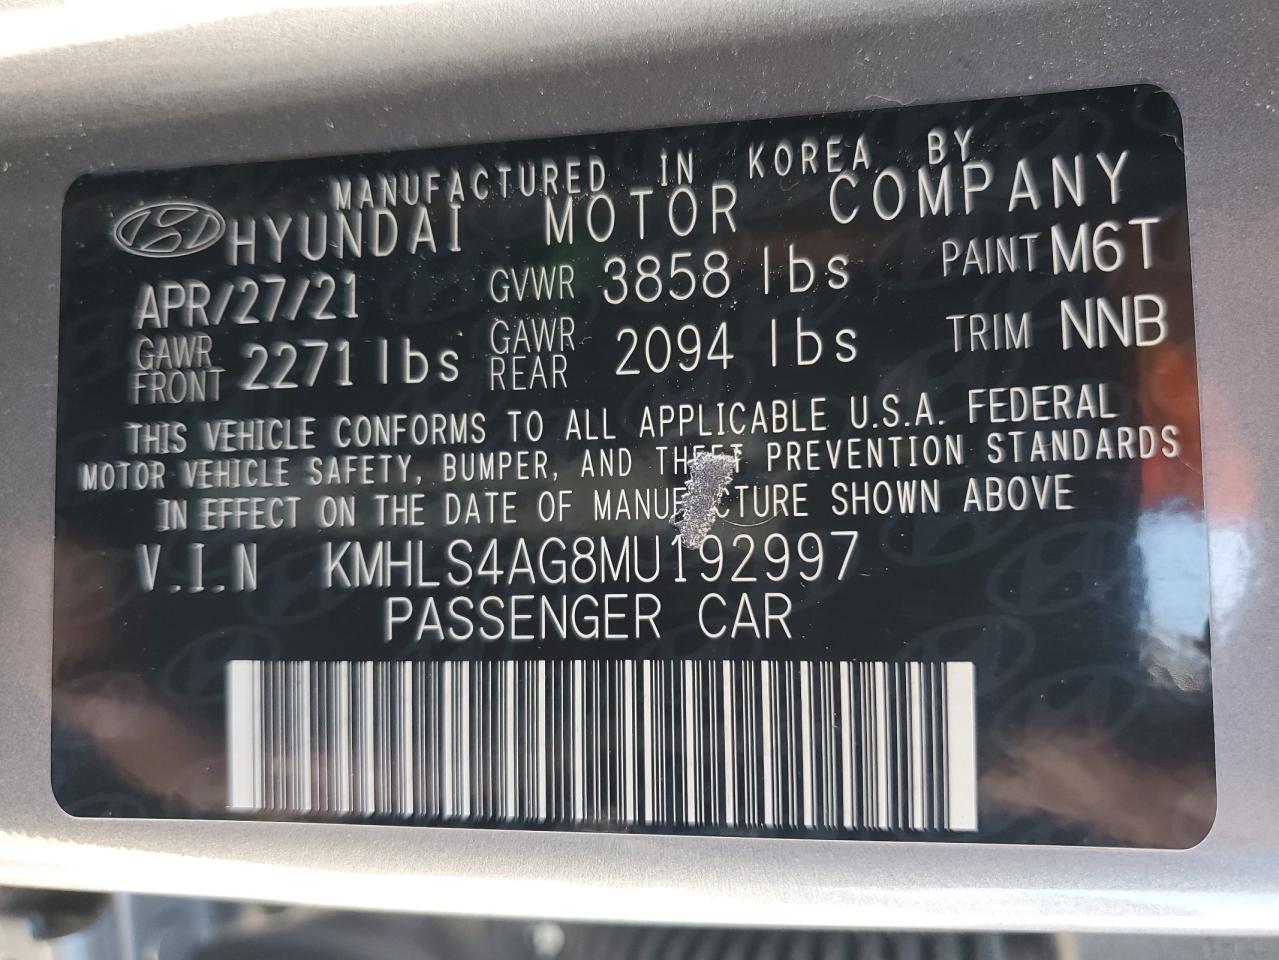 MANUFACTURED IN KOREA BY
HYUNDAI MOTOR COMPANY
APR/27/21 GVWR 3858 lbs PAINT M6T
GAWR FRONT 2271 lbs GAWR REAR 2094 lbs TRIM NNB
THIS VEHICLE CONFORMS TO ALL APPLICABLE U.S.A. FEDERAL
MOTOR VEHICLE SAFETY, BUMPER, AND THEFT PREVENTION STANDARDS
IN EFFECT ON THE DATE OF MANUFACTURE SHOWN ABOVE
V.I.N KMHLS4AG8MU192997
PASSENGER CAR